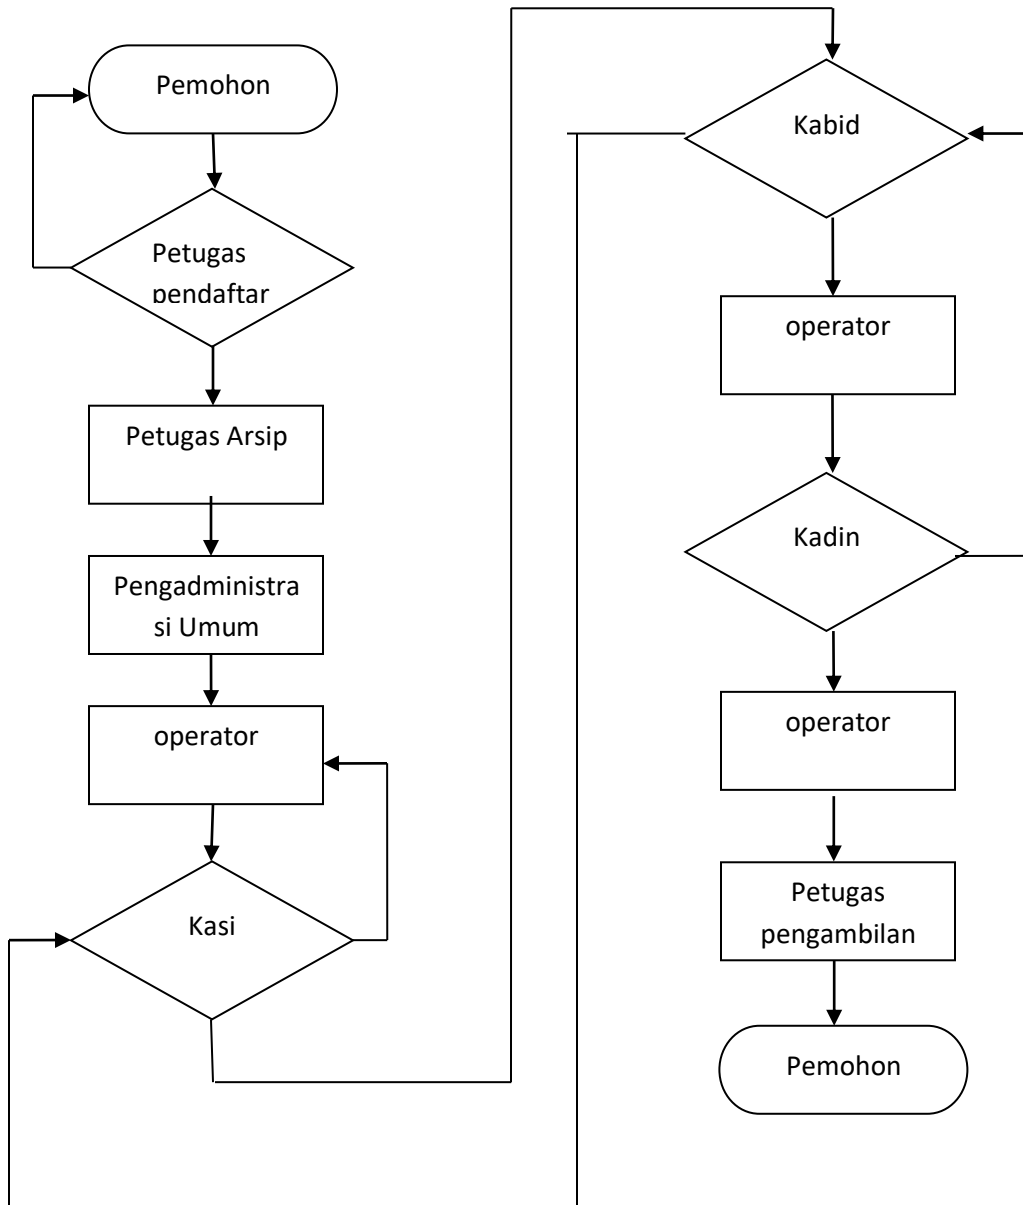 Pemohon
Petugas
pendaftar
Petugas Arsip
Pengadministra
si Umum
operator
Kasi
Kabid
operator
Kadin
operator
Petugas
pengambilan
Pemohon